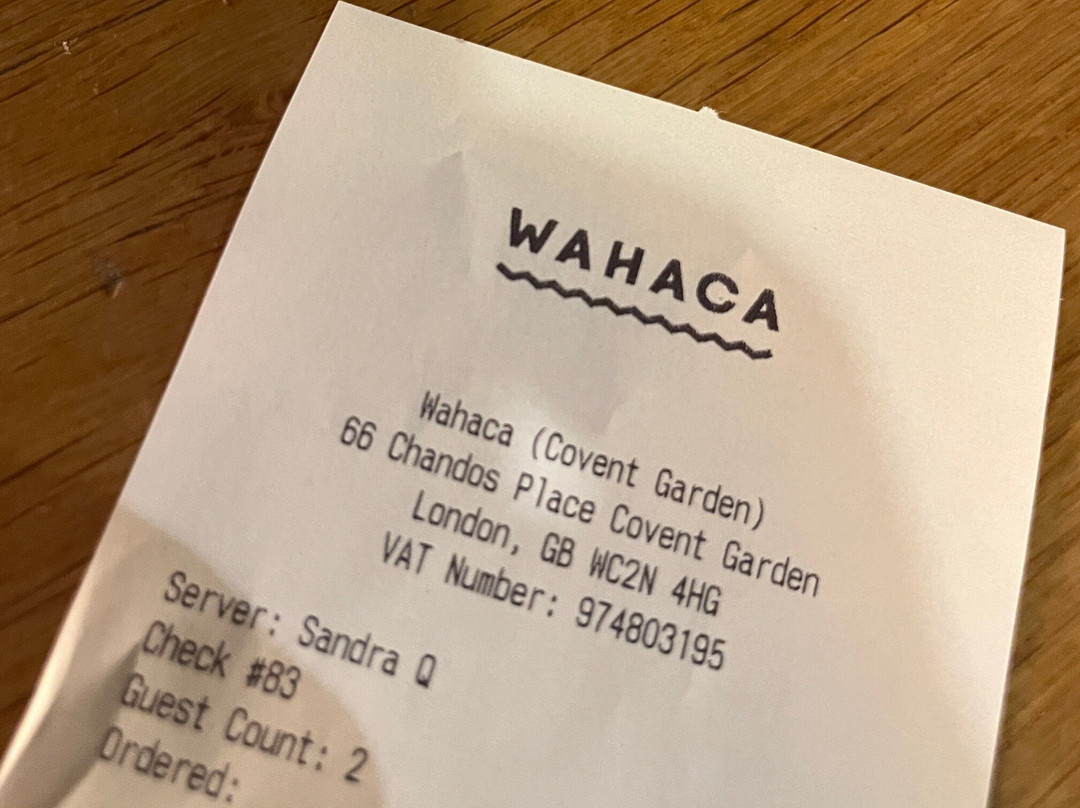 WAHACA
Wahaca (Covent Garden)
66 Chandos Place Covent Garden
London, GB WC2N 4HG
VAT Number: 974803195
Server: Sandra Q
Check #83
Guest Count: 2
Ordered: